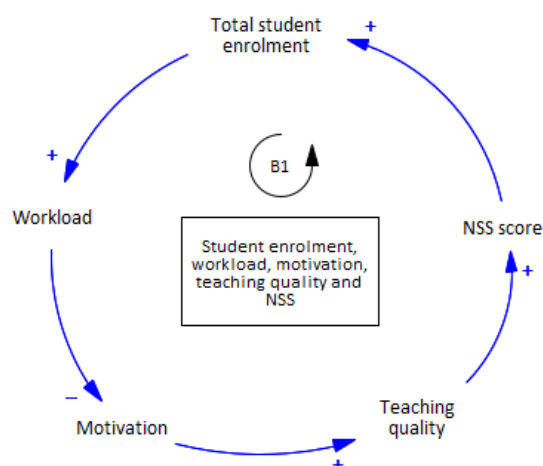 Total student
enrolment
+
+
B1
Workload
NSS score
Student enrolment,
workload, motivation,
teaching quality and
NSS
+
–
Motivation
Teaching
quality
+